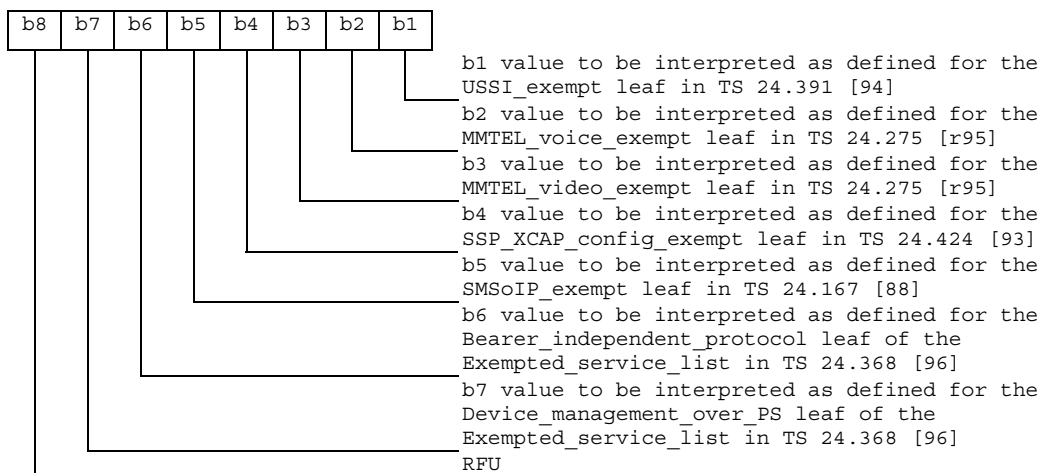 b8 b7 b6 b5 b4 b3 b2 b1
b1 value to be interpreted as defined for the
USSI_exempt leaf in TS 24.391 [94]
b2 value to be interpreted as defined for the
MMTEL_voice_exempt leaf in TS 24.275 [r95]
b3 value to be interpreted as defined for the
MMTEL_video_exempt leaf in TS 24.275 [r95]
b4 value to be interpreted as defined for the
SSP_XCAP_config_exempt leaf in TS 24.424 [93]
b5 value to be interpreted as defined for the
SMSoIP_exempt leaf in TS 24.167 [88]
b6 value to be interpreted as defined for the
Bearer_independent_protocol leaf of the
Exempted_service_list in TS 24.368 [96]
b7 value to be interpreted as defined for the
Device_management_over_PS leaf of the
Exempted_service_list in TS 24.368 [96]
RFU